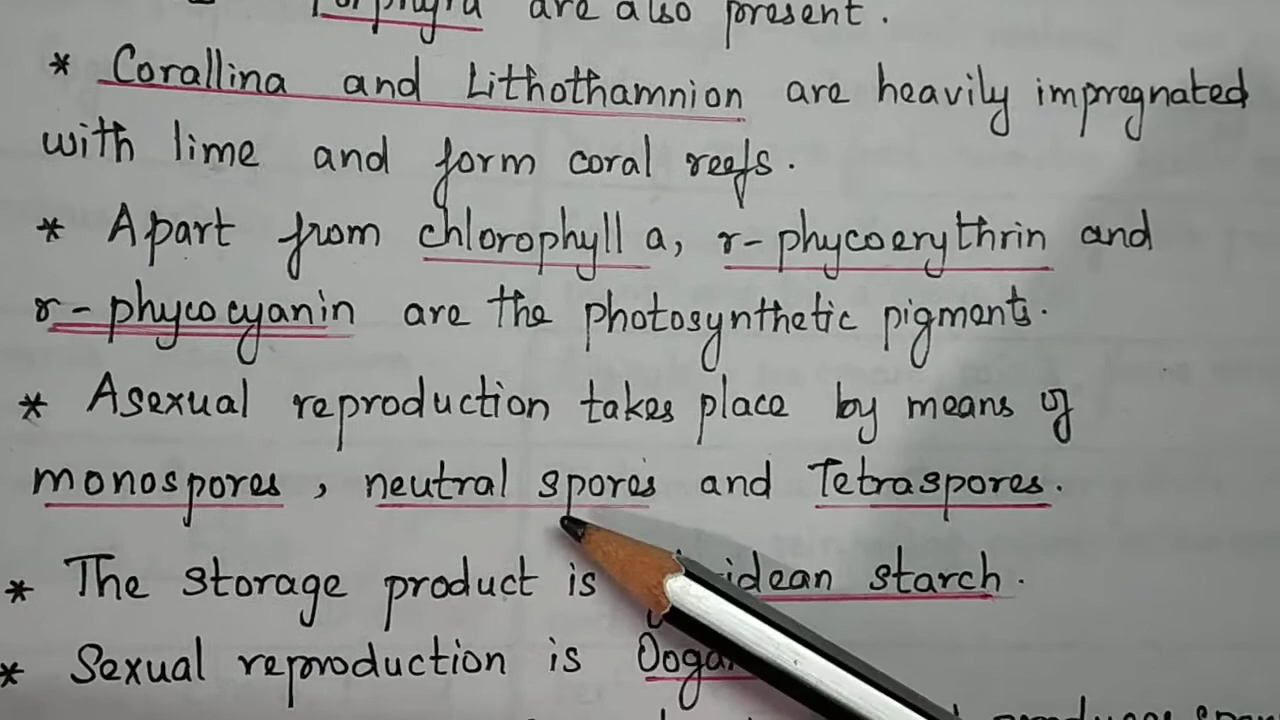 are also present.
* Corallina and Lithothamnion are heavily impregnated
with lime and form coral reefs.
* Apart from chlorophyll a, r-phycoerythrin and
r-phycocyanin are the photosynthetic pigments.
* Asexual reproduction takes place by means of
monospores, neutral spores and Tetraspores.
* The storage product is
starch.
* Sexual reproduction is